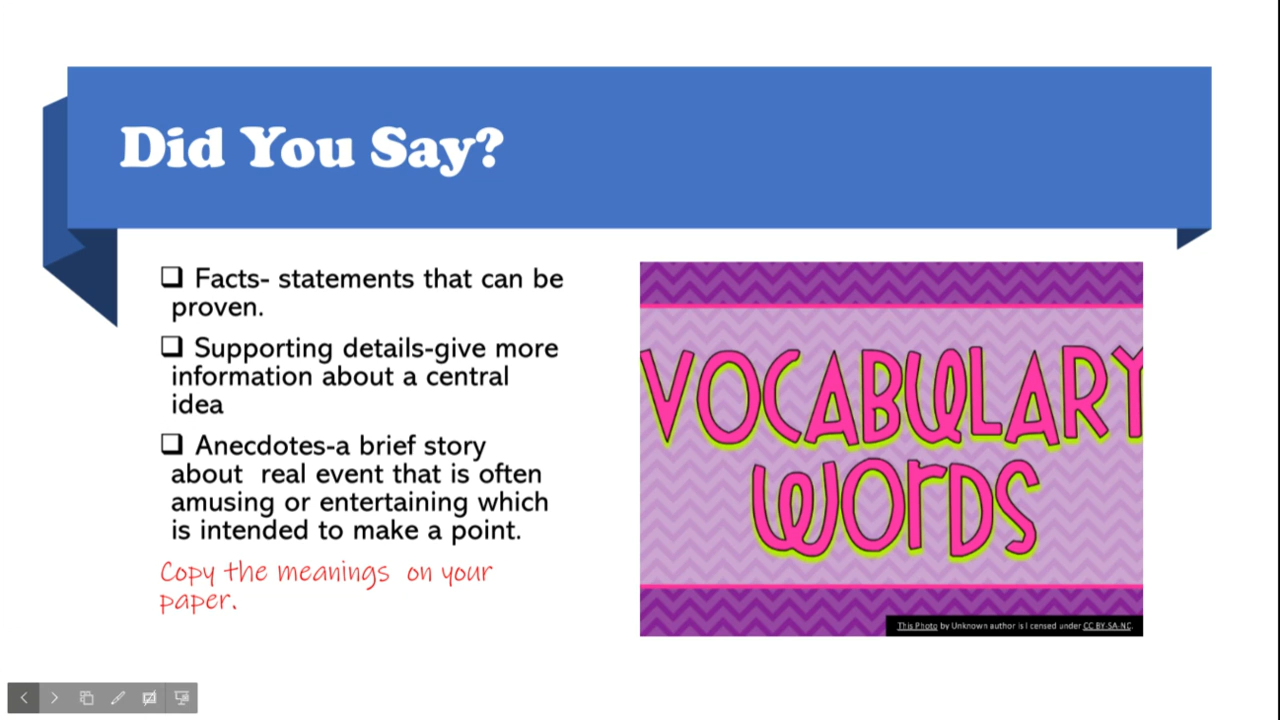 Did You Say?
Facts- statements that can be
proven.
Supporting details-give more
information about a central
idea
Anecdotes-a brief story
about  real event that is often
amusing or entertaining which
is intended to make a point.
Copy the meanings  on your
paper.
VOCABULARY
WORDS
This Photo by Unknown author is l censed under CC BY-SA-NC.